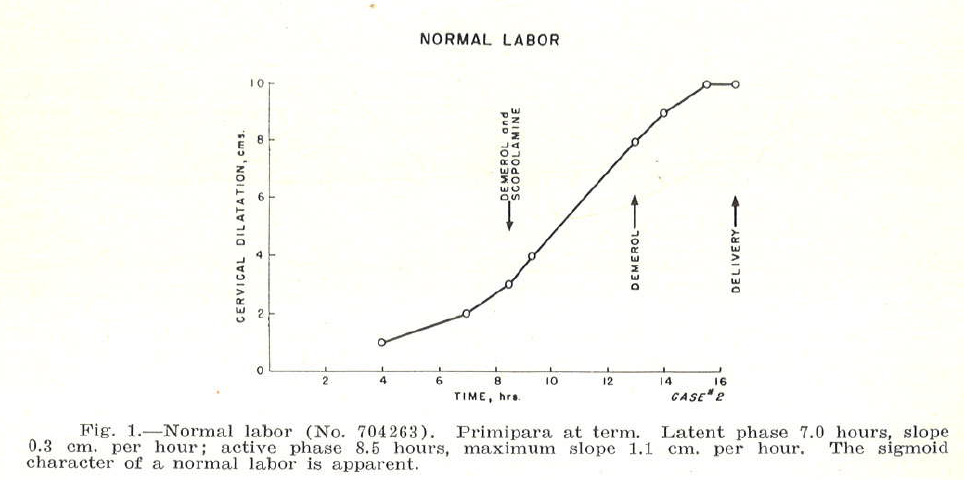 NORMAL LABOR
CERVICAL DILATATION, cms.
10
8
6
4
2
0
DEMEROL and
SCOPOLAMINE
DEMEROL
DELIVERY
2 4 6 8 10 12 14 16
TIME, hrs.
CASE #2
Fig. 1.—Normal labor (No. 704263). Primipara at term. Latent phase 7.0 hours, slope
0.3 cm. per hour; active phase 8.5 hours, maximum slope 1.1 cm. per hour. The sigmoid
character of a normal labor is apparent.